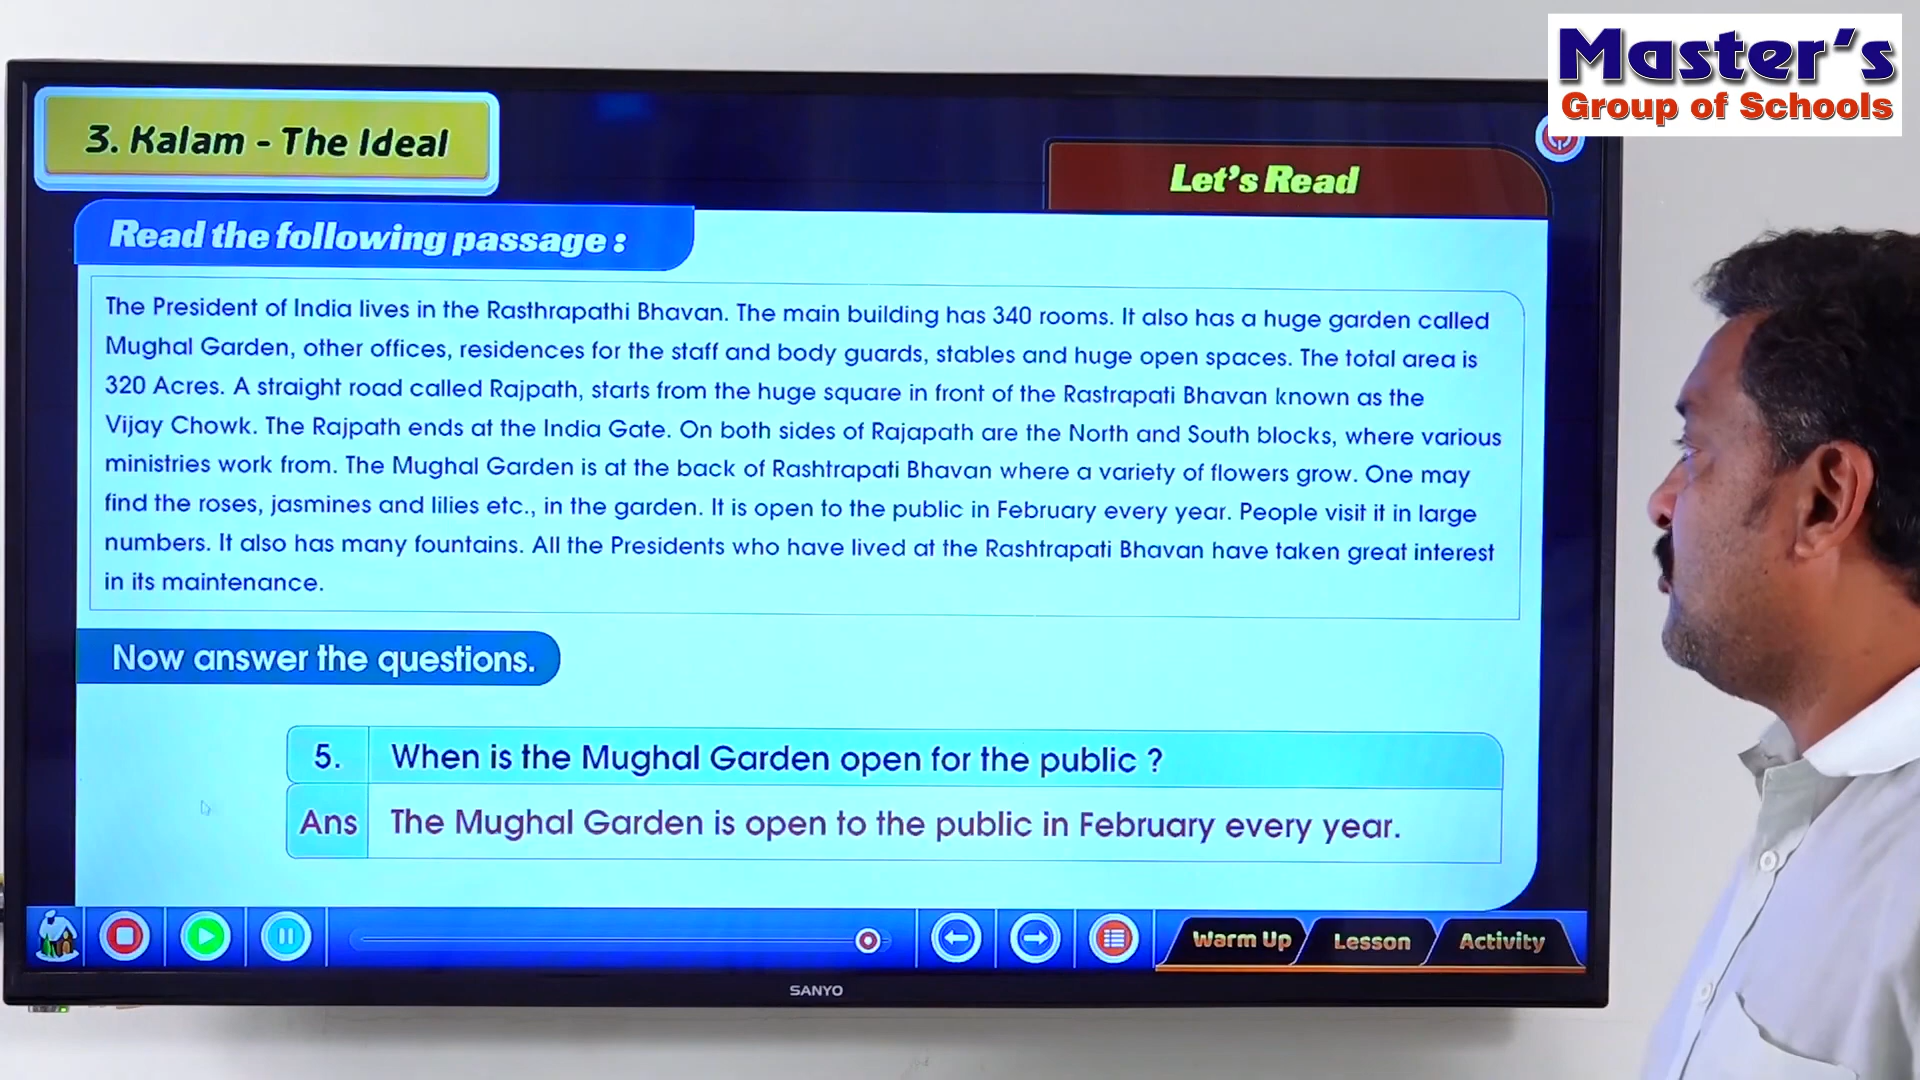 Master's
Group of Schools
3. Kalam - The Ideal
Let's Read
Read the following passage :
The President of India lives in the Rasthrapathi Bhavan. The main building has 340 rooms. It also has a huge garden called
Mughal Garden, other offices, residences for the staff and body guards, stables and huge open spaces. The total area is
320 Acres. A straight road called Rajpath, starts from the huge square in front of the Rastrapati Bhavan known as the
Vijay Chowk. The Rajpath ends at the India Gate. On both sides of Rajapath are the North and South blocks, where various
ministries work from. The Mughal Garden is at the back of Rashtrapati Bhavan where a variety of flowers grow. One may
find the roses, jasmines and lilies etc., in the garden. It is open to the public in February every year. People visit it in large
numbers. It also has many fountains. All the Presidents who have lived at the Rashtrapati Bhavan have taken great interest
in its maintenance.
Now answer the questions.
5. When is the Mughal Garden open for the public ?
Ans The Mughal Garden is open to the public in February every year.
Warm Up Lesson Activity
SANYO